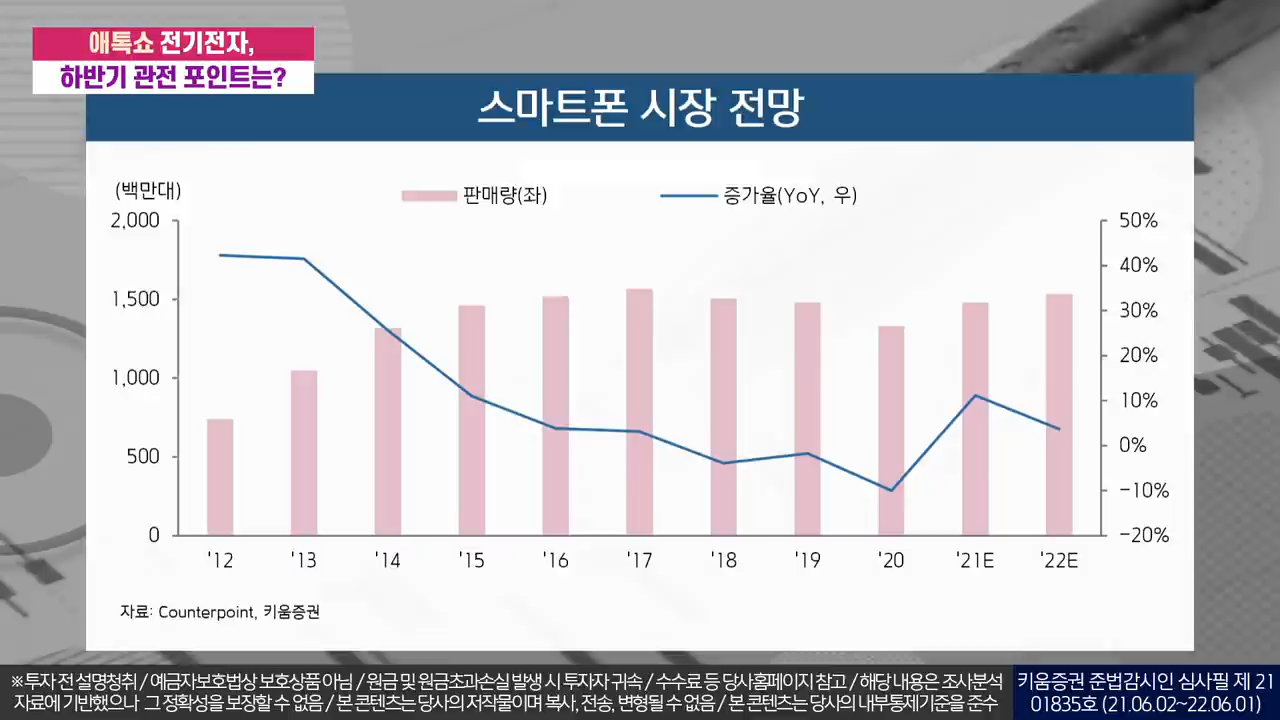 애톡쇼 전기전자,
하반기 관전 포인트는?
스마트폰 시장 전망
(백만대)
판매량(좌)
증가율(YoY, 우)
2,000
1,500
1,000
500
0
50%
40%
30%
20%
10%
0%
-10%
-20%
'12 '13 '14 '15 '16 '17 '18 '19 '20 '21E '22E
자료: Counterpoint, 키움증권
※투자 전 설명청취 / 예금자보호법상 보호상품 아님 / 원금 및 원금초과손실 발생 시 투자자 귀속 / 수수료 등 당사홈페이지 참고 / 해당 내용은 조사분석
자료에 기반했으나 그 정확성을 보장할 수 없음 / 본 콘텐츠는 당사의 저작물이며 복사, 전송, 변형될 수 없음 / 본 콘텐츠는 당사의 내부통제기준을 준수
키움증권 준법감시인 심사필 제 21
01835호 (21.06.02~22.06.01)